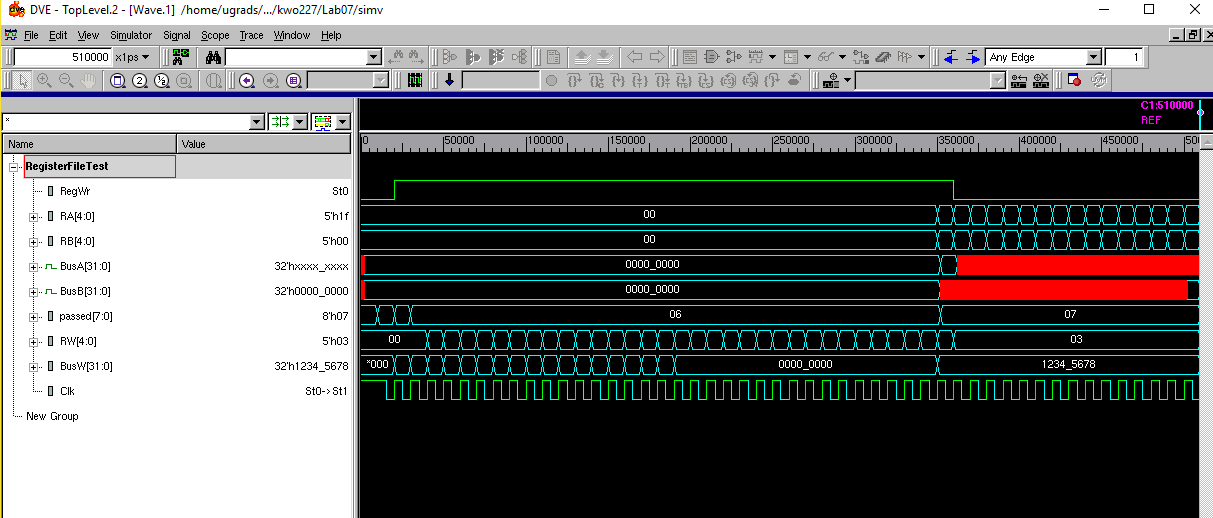 DVE - TopLevel.2 - [Wave.1]  /home/ugrads/.../kwo227/Lab07/simv
File Edit View Simulator Signal Scope Trace Window Help
510000 x1ps Any Edge 1
2 ½
C1:510000
REF
*
Name Value
0 50000 100000 150000 200000 250000 300000 350000 400000 450000 500
RegisterFileTest
RegWr St0
RA[4:0] 5'h1f 00
RB[4:0] 5'h00 00
BusA[31:0] 32'hxxxx_xxxx 0000_0000
BusB[31:0] 32'h0000_0000 0000_0000
passed[7:0] 8'h07 06 07
RW[4:0] 5'h03 00 03
BusW[31:0] 32'h1234_5678 *000 0000_0000 1234_5678
Clk St0->St1
New Group